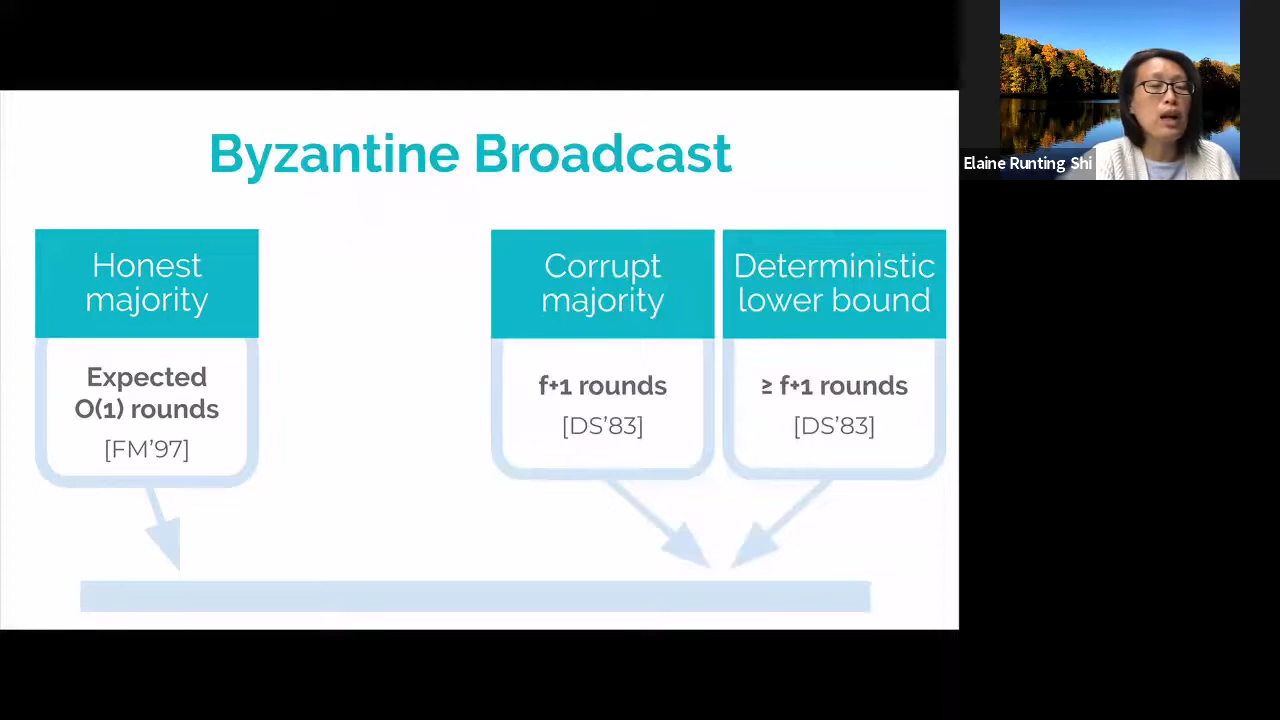 Byzantine Broadcast
Honest
majority
Expected
O(1) rounds
[FM'97]
Corrupt
majority
f+1 rounds
[DS'83]
Deterministic
lower bound
≥ f+1 rounds
[DS'83]
Elaine Runting Shi